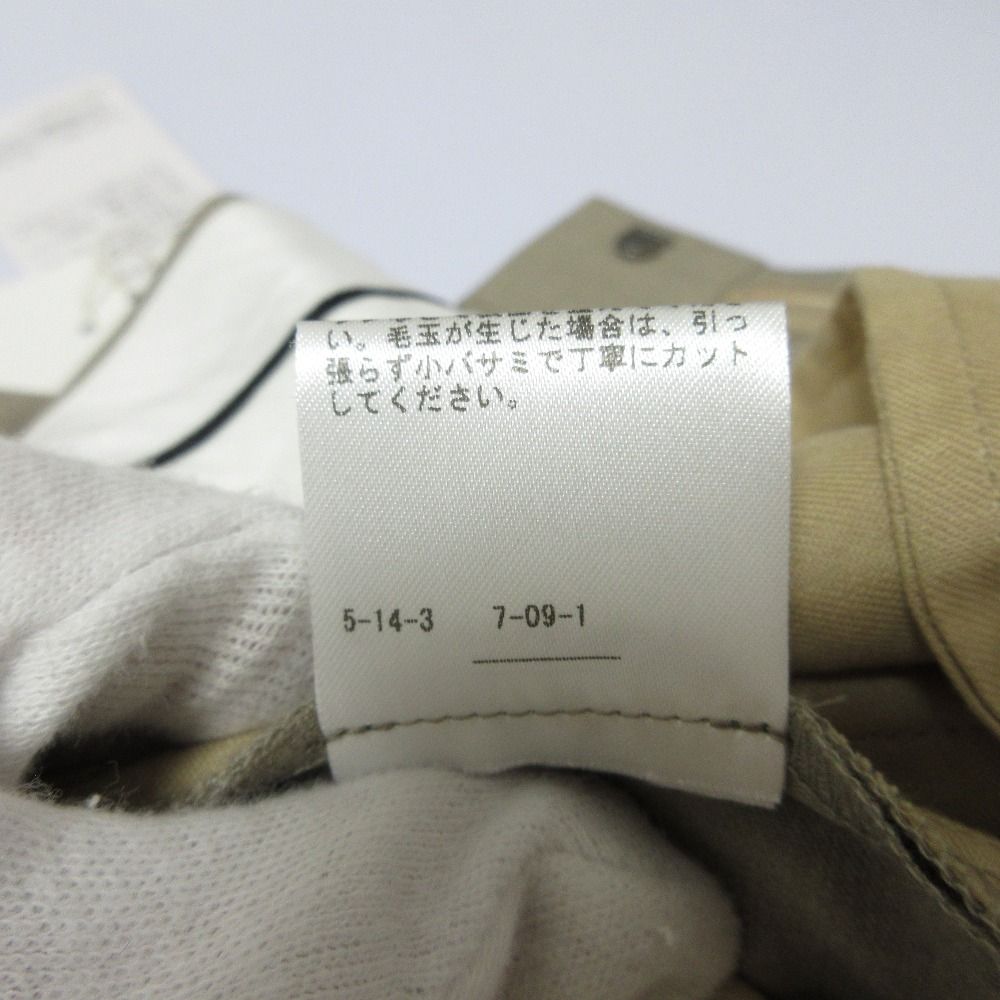 い。毛玉が生じた場合は、引っ
張らず小バサミで丁寧にカット
してください。
5-14-3 7-09-1